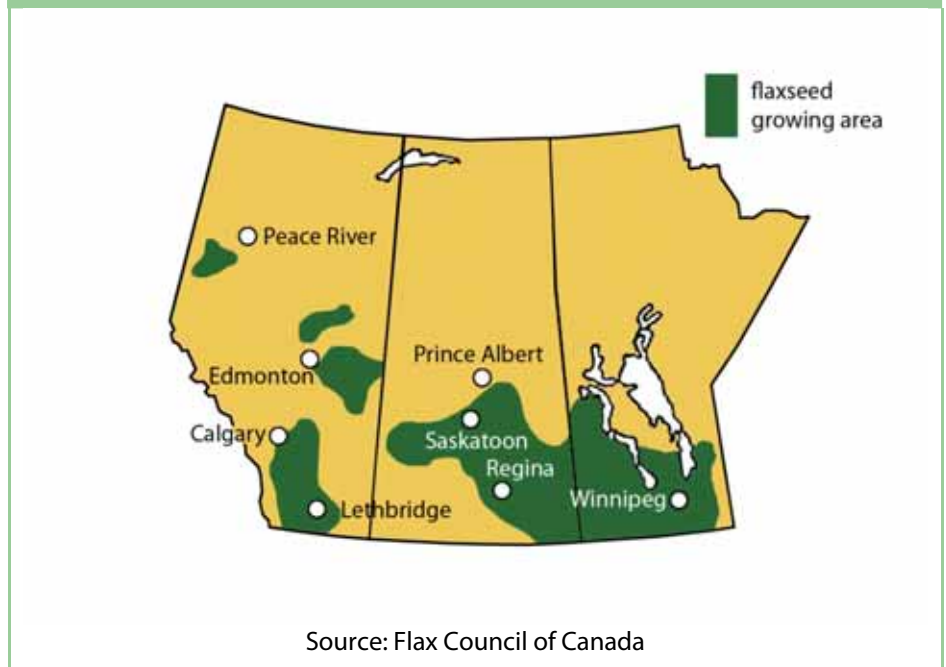 flaxseed
growing area
Peace River
Prince Albert
Edmonton
Calgary
Saskatoon
Regina
Winnipeg
Lethbridge
Source: Flax Council of Canada